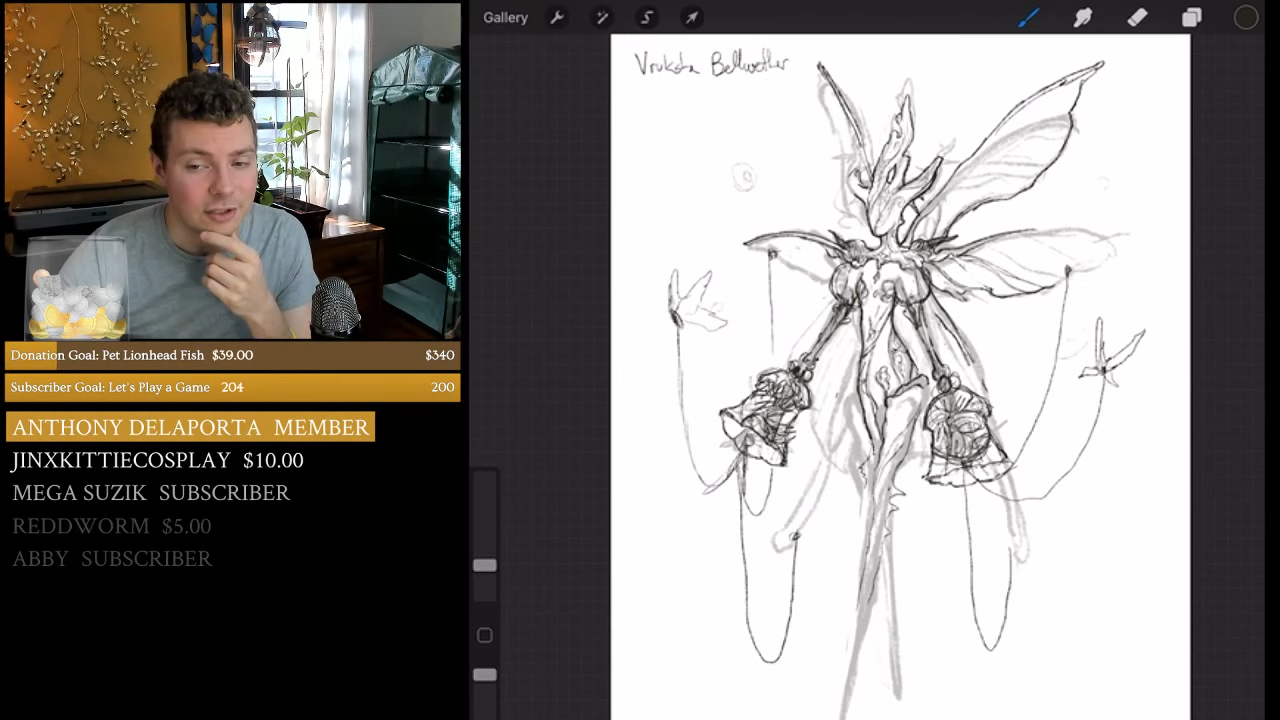 Gallery
Vruksha Bellwether
Donation Goal: Pet Lionhead Fish $39.00 $340
Subscriber Goal: Let's Play a Game 204 200
ANTHONY DELAPORTA MEMBER
JINXKITTIECOSPLAY $10.00
MEGA SUZIK SUBSCRIBER
REDDWORM $5.00
ABBY SUBSCRIBER